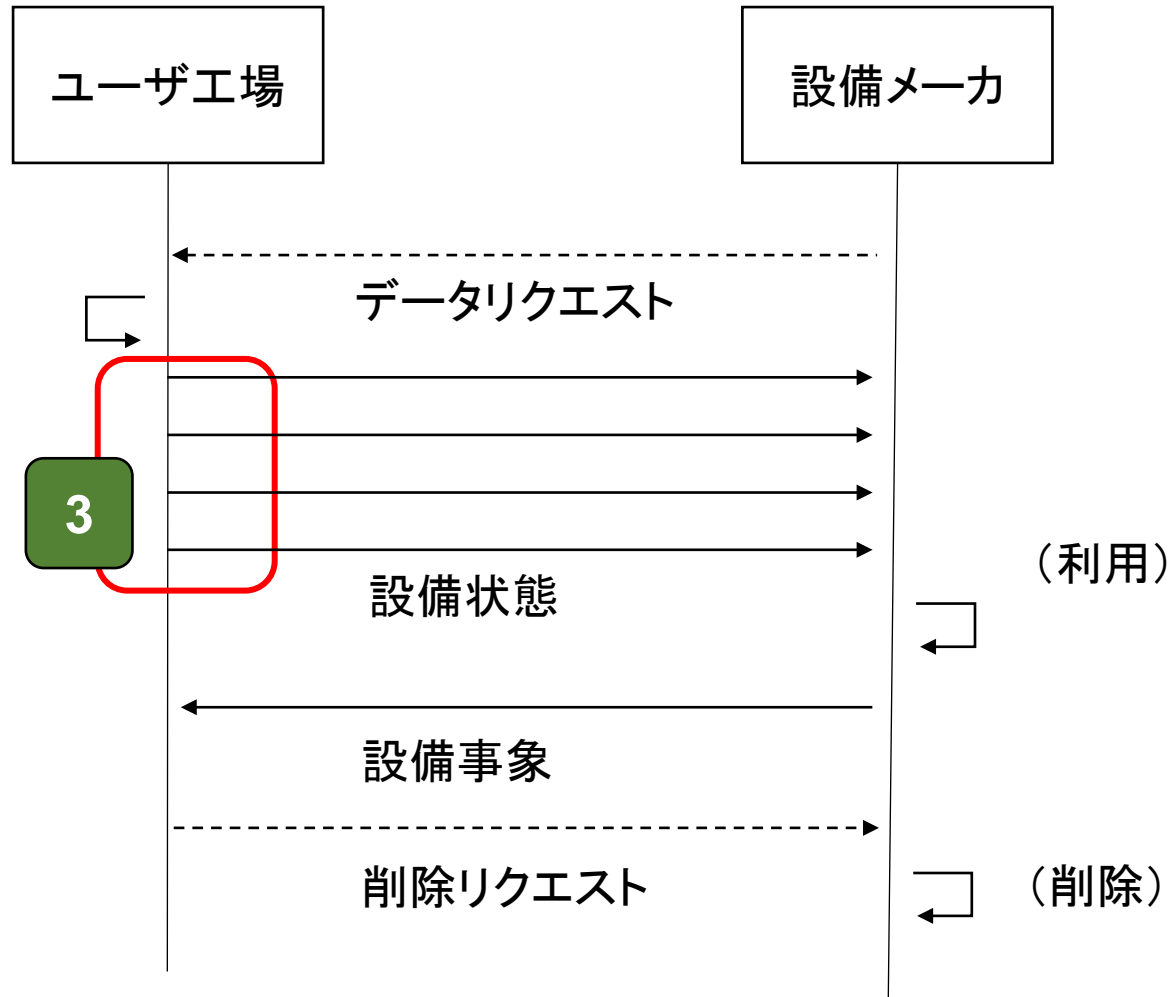 ユーザ工場
設備メーカ
データリクエスト
3
設備状態
（利用）
設備事象
削除リクエスト
（削除）